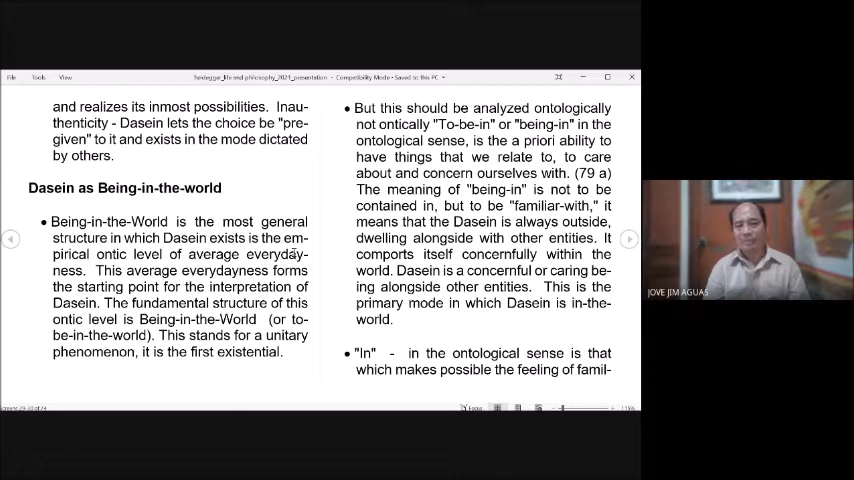 File Tools View heidegger_life and philosophy_2021_presentation - Compatibility Mode - Saved to this PC
and realizes its inmost possibilities. Inau-
thenticity - Dasein lets the choice be "pre-
given" to it and exists in the mode dictated
by others.
Dasein as Being-in-the-world
• Being-in-the-World is the most general
structure in which Dasein exists is the em-
pirical ontic level of average everyday-
ness. This average everydayness forms
the starting point for the interpretation of
Dasein. The fundamental structure of this
ontic level is Being-in-the-World (or to-
be-in-the-world). This stands for a unitary
phenomenon, it is the first existential.
• But this should be analyzed ontologically
not ontically "To-be-in" or "being-in" in the
ontological sense, is the a priori ability to
have things that we relate to, to care
about and concern ourselves with. (79 a)
The meaning of "being-in" is not to be
contained in, but to be "familiar-with," it
means that the Dasein is always outside,
dwelling alongside with other entities. It
comports itself concernfully within the
world. Dasein is a concernful or caring be-
ing alongside other entities. This is the
primary mode in which Dasein is in-the-
world.
• "In" - in the ontological sense is that
which makes possible the feeling of famil-
JOVE JIM AGUAS
Focus